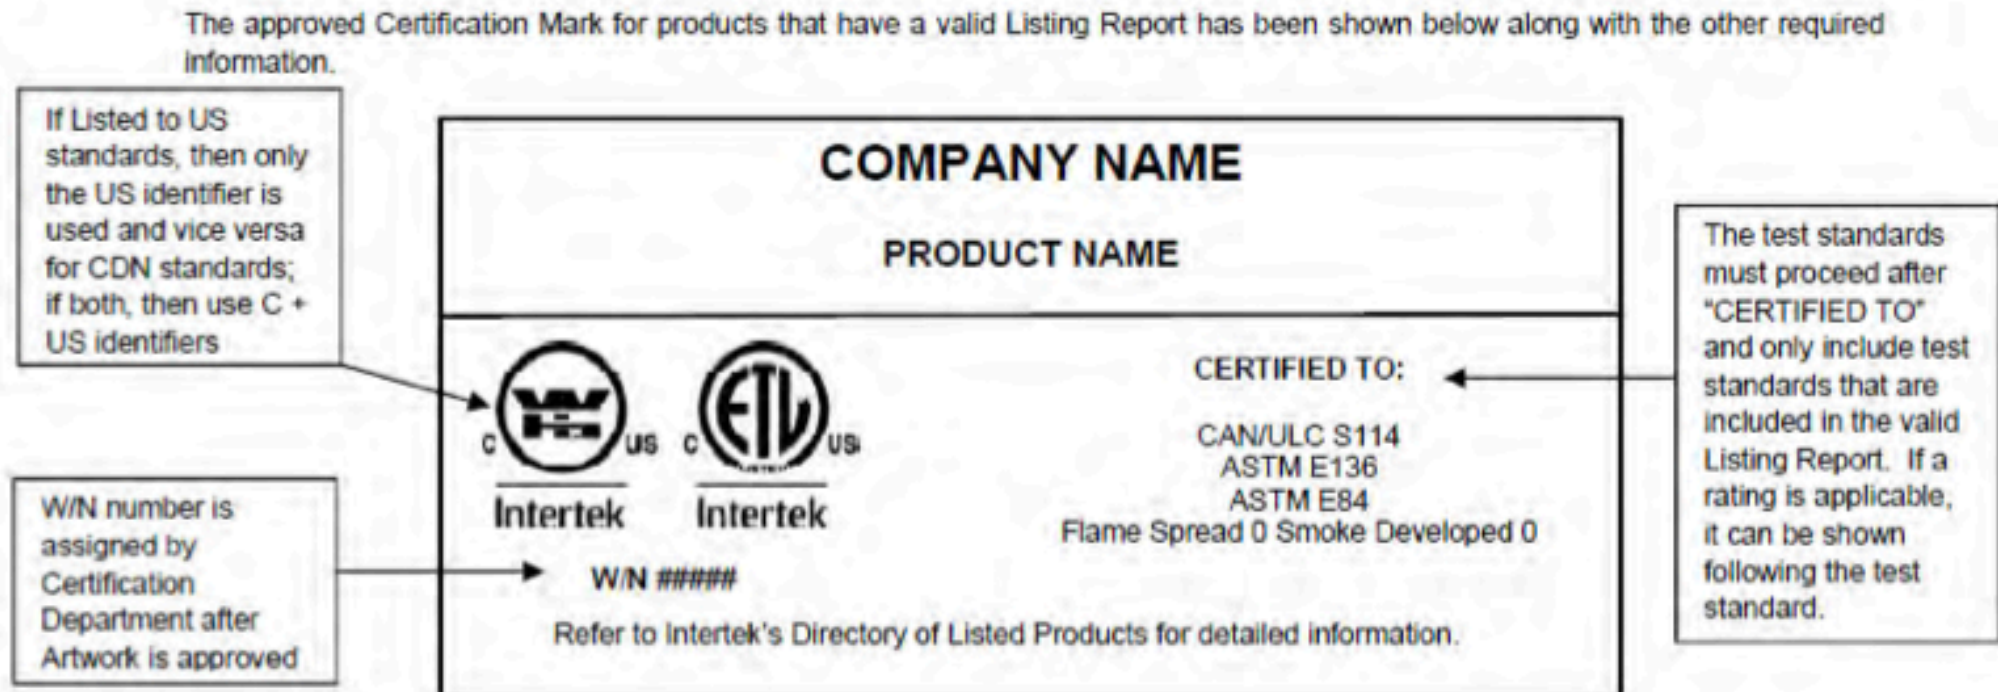 The approved Certification Mark for products that have a valid Listing Report has been shown below along with the other required
information.
If Listed to US
standards, then only
the US identifier is
used and vice versa
for CDN standards;
if both, then use C +
US identifiers
W/N number is
assigned by
Certification
Department after
Artwork is approved
COMPANY NAME
PRODUCT NAME
C WH US
Intertek
C ETL US
LISTED
Intertek
W/N #####
CERTIFIED TO:
CAN/ULC S114
ASTM E136
ASTM E84
Flame Spread 0 Smoke Developed 0
Refer to Intertek's Directory of Listed Products for detailed information.
The test standards
must proceed after
"CERTIFIED TO"
and only include test
standards that are
included in the valid
Listing Report. If a
rating is applicable,
it can be shown
following the test
standard.